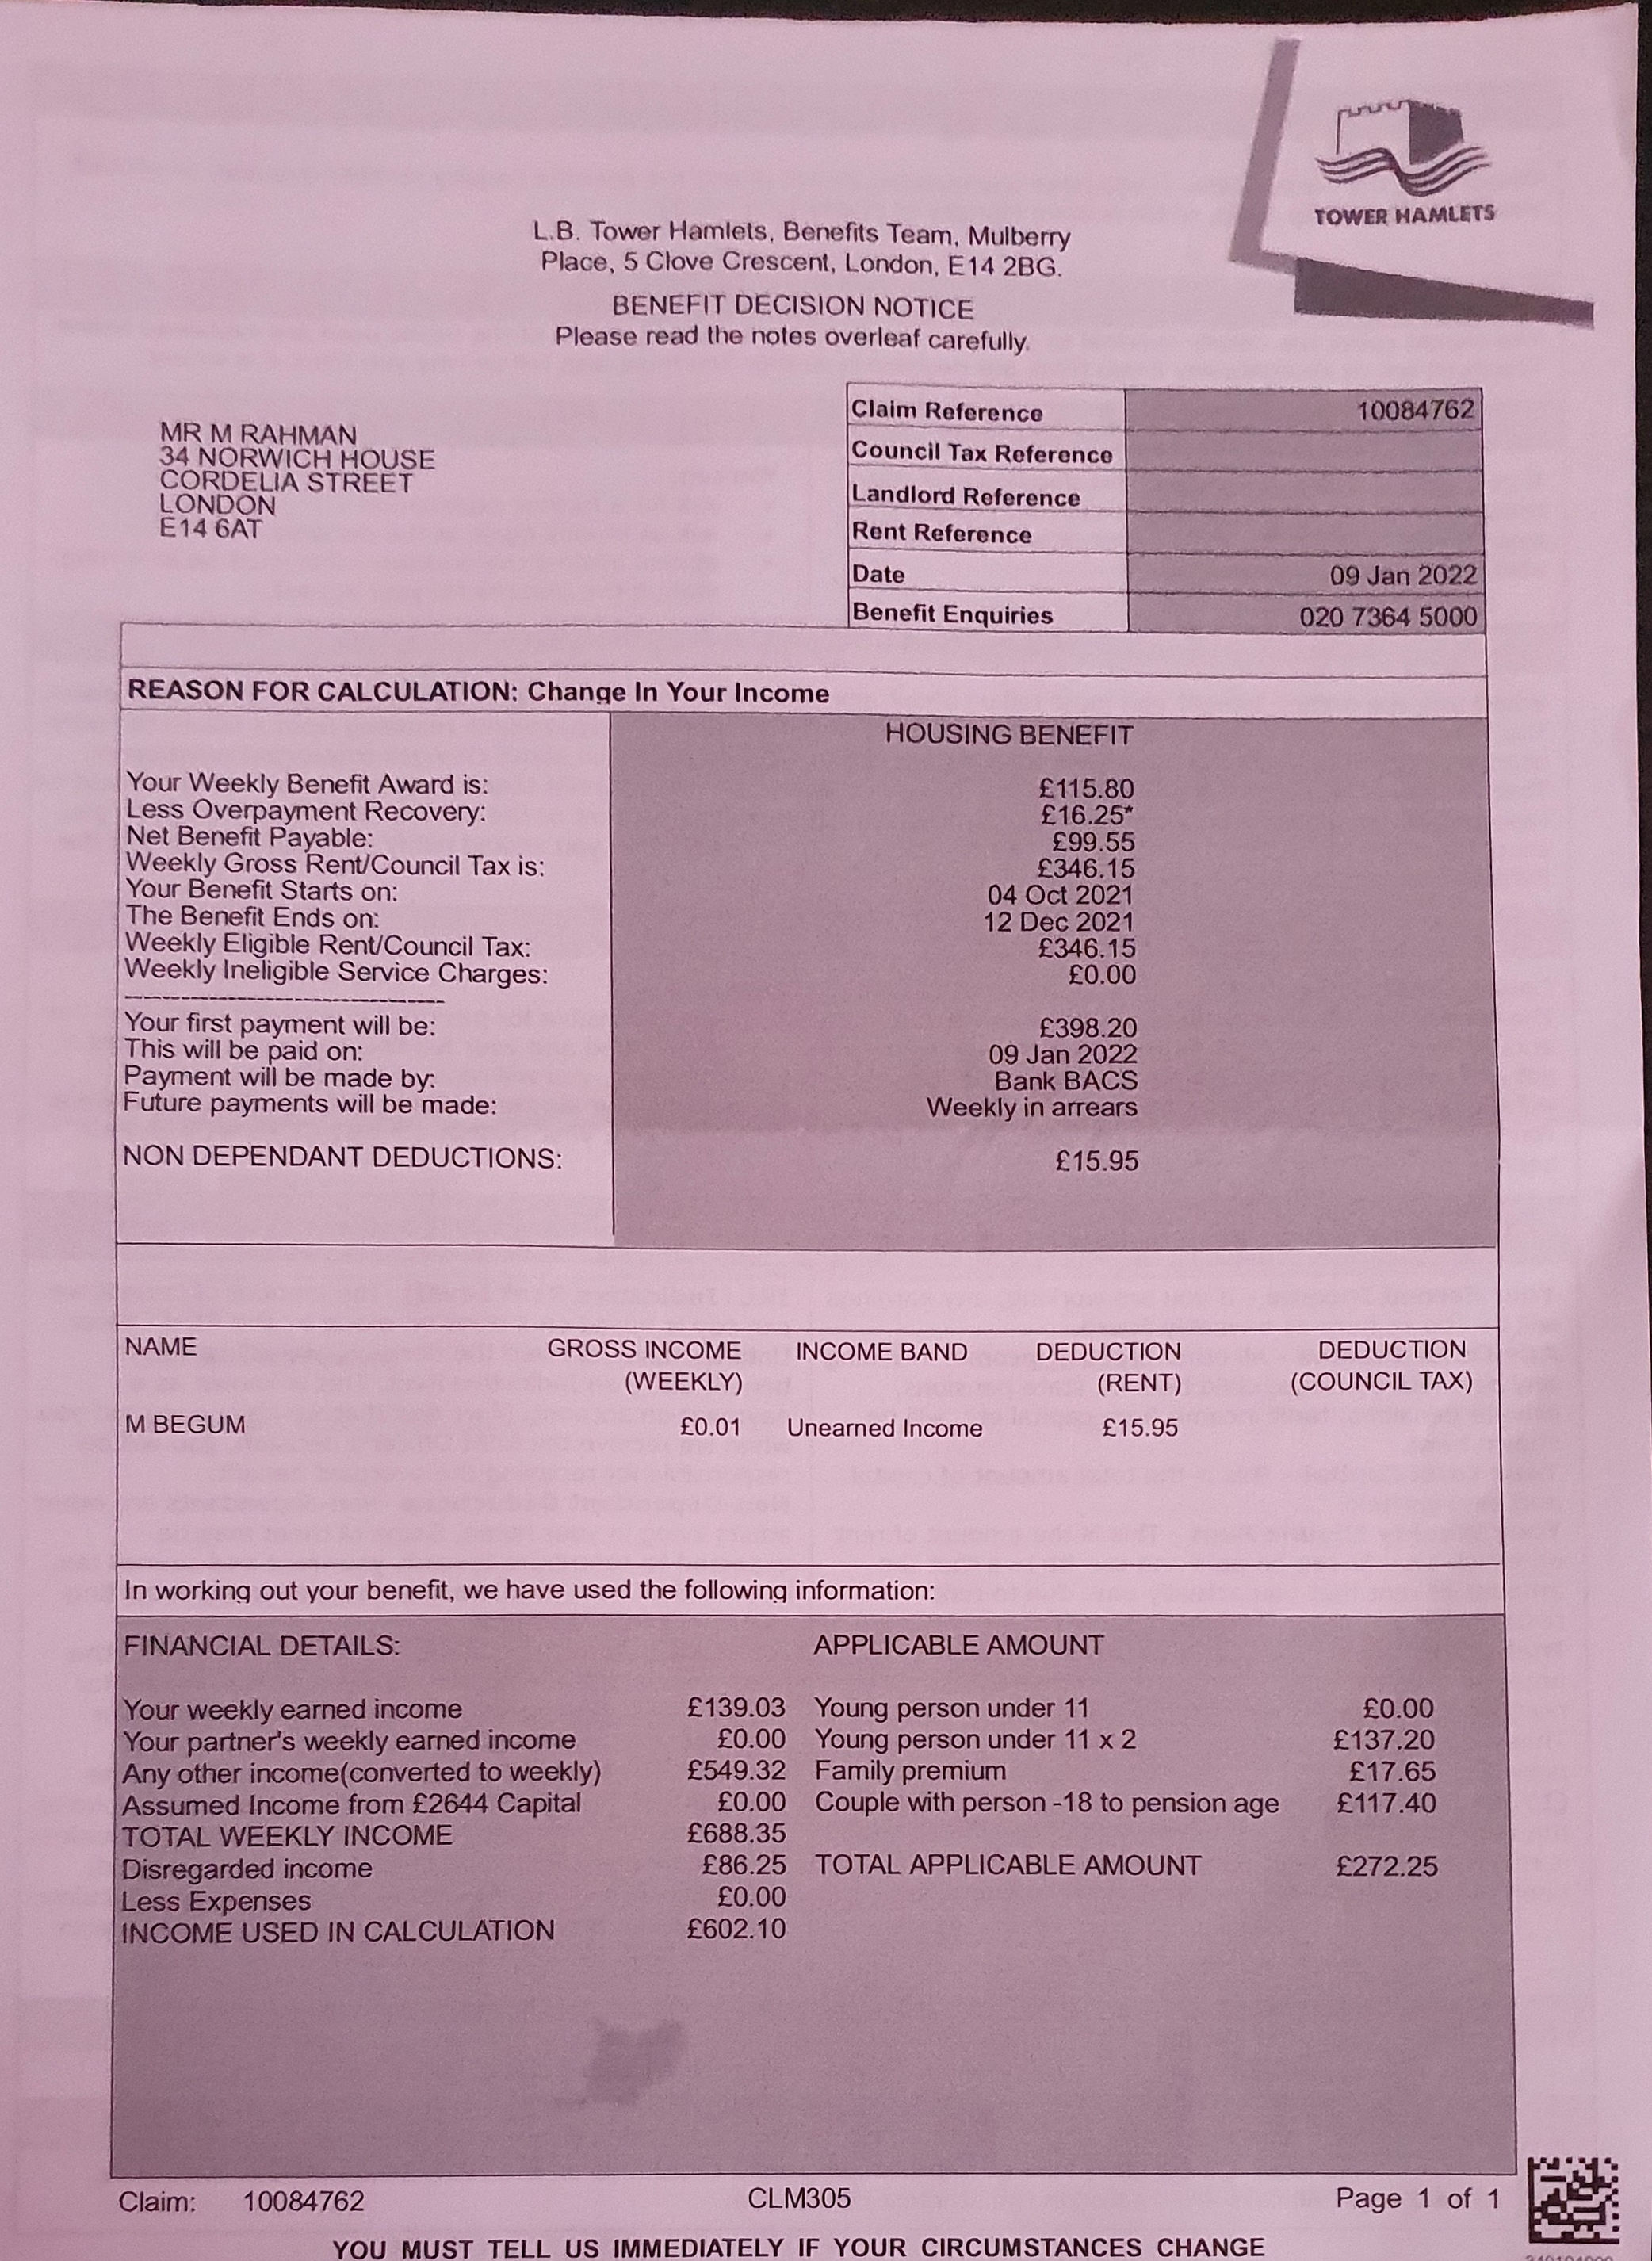 TOWER HAMLETS
L.B. Tower Hamlets, Benefits Team, Mulberry
Place, 5 Clove Crescent, London, E14 2BG.
BENEFIT DECISION NOTICE
Please read the notes overleaf carefully.
MR M RAHMAN
34 NORWICH HOUSE
CORDELIA STREET
LONDON
E14 6AT
Claim Reference 10084762
Council Tax Reference
Landlord Reference
Rent Reference
Date 09 Jan 2022
Benefit Enquiries 020 7364 5000
REASON FOR CALCULATION: Change In Your Income
HOUSING BENEFIT
Your Weekly Benefit Award is: £115.80
Less Overpayment Recovery: £16.25*
Net Benefit Payable: £99.55
Weekly Gross Rent/Council Tax is: £346.15
Your Benefit Starts on: 04 Oct 2021
The Benefit Ends on: 12 Dec 2021
Weekly Eligible Rent/Council Tax: £346.15
Weekly Ineligible Service Charges: £0.00
--------------------------------
Your first payment will be: £398.20
This will be paid on: 09 Jan 2022
Payment will be made by: Bank BACS
Future payments will be made: Weekly in arrears
NON DEPENDANT DEDUCTIONS: £15.95
NAME GROSS INCOME INCOME BAND DEDUCTION DEDUCTION
(WEEKLY) (RENT) (COUNCIL TAX)
M BEGUM £0.01 Unearned Income £15.95
In working out your benefit, we have used the following information:
FINANCIAL DETAILS: APPLICABLE AMOUNT
Your weekly earned income £139.03 Young person under 11 £0.00
Your partner's weekly earned income £0.00 Young person under 11 x 2 £137.20
Any other income(converted to weekly) £549.32 Family premium £17.65
Assumed Income from £2644 Capital £0.00 Couple with person -18 to pension age £117.40
TOTAL WEEKLY INCOME £688.35
Disregarded income £86.25 TOTAL APPLICABLE AMOUNT £272.25
Less Expenses £0.00
INCOME USED IN CALCULATION £602.10
Claim: 10084762 CLM305 Page 1 of 1
YOU MUST TELL US IMMEDIATELY IF YOUR CIRCUMSTANCES CHANGE